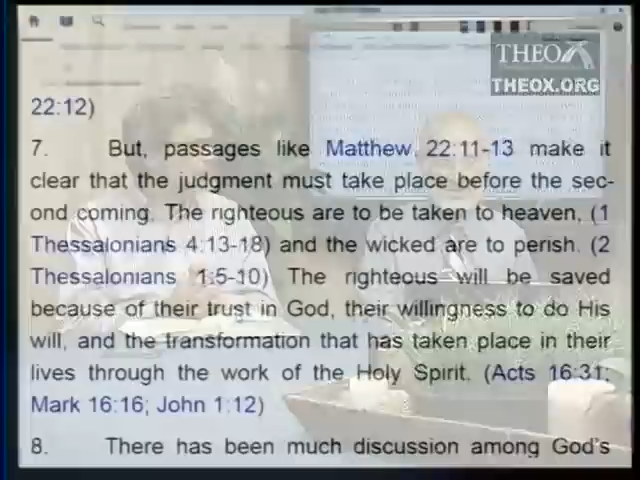 THEOX
THEOX.ORG
22:12)
7. But, passages like Matthew 22:11-13 make it
clear that the judgment must take place before the sec-
ond coming. The righteous are to be taken to heaven, (1
Thessalonians 4:13-18) and the wicked are to perish. (2
Thessalonians 1:5-10) The righteous will be saved
because of their trust in God, their willingness to do His
will, and the transformation that has taken place in their
lives through the work of the Holy Spirit. (Acts 16:31;
Mark 16:16; John 1:12)
8. There has been much discussion among God's